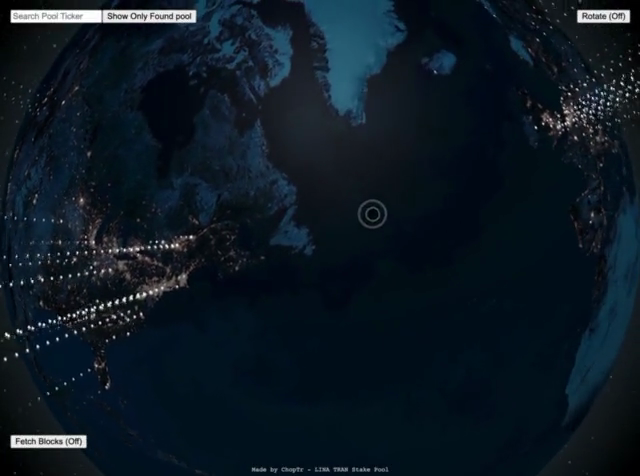 Search Pool Ticker
Show Only Found pool
Rotate (Off)
Fetch Blocks (Off)
Made by ChopTr - LINA TRAN Stake Pool